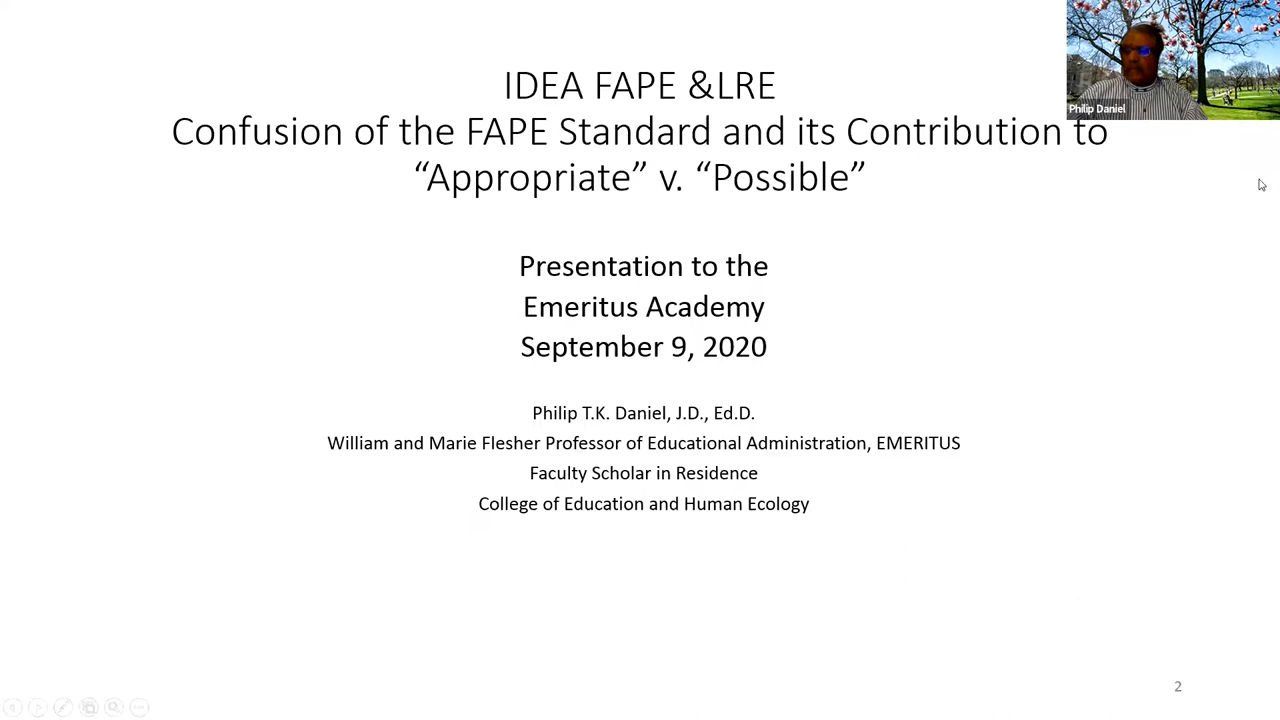 IDEA FAPE &LRE
Confusion of the FAPE Standard and its Contribution to
“Appropriate” v. “Possible”
Philip Daniel
Presentation to the
Emeritus Academy
September 9, 2020
Philip T.K. Daniel, J.D., Ed.D.
William and Marie Flesher Professor of Educational Administration, EMERITUS
Faculty Scholar in Residence
College of Education and Human Ecology
2